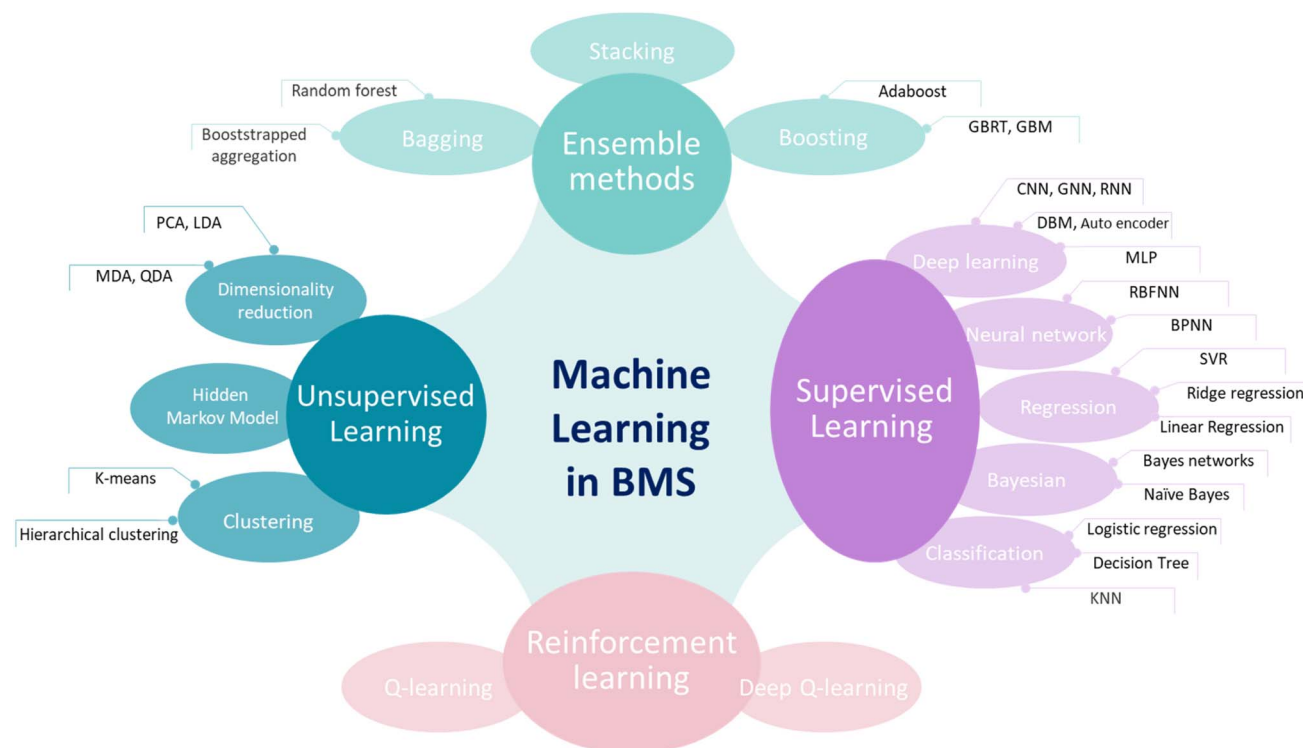 Stacking
Random forest
Adaboost
Booststrapped
aggregation
Bagging
Ensemble
methods
Boosting
GBRT, GBM
CNN, GNN, RNN
PCA, LDA
DBM, Auto encoder
MDA, QDA
Deep learning
MLP
Dimensionality
reduction
RBFNN
Neural network
BPNN
SVR
Hidden
Markov Model
Unsupervised
Learning
Machine
Learning
in BMS
Supervised
Learning
Regression
Ridge regression
Linear Regression
K-means
Bayesian
Bayes networks
Naïve Bayes
Hierarchical clustering
Clustering
Classification
Logistic regression
Decision Tree
KNN
Reinforcement
learning
Q-learning
Deep Q-learning